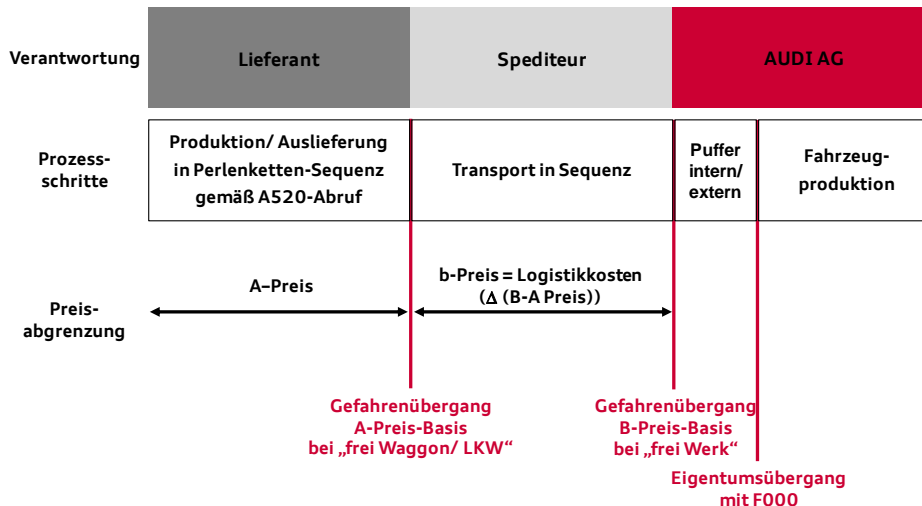 Verantwortung
Lieferant
Spediteur
AUDI AG
Prozess-
schritte
Produktion/ Auslieferung
in Perlenketten-Sequenz
gemäß A520-Abruf
Transport in Sequenz
Puffer
intern/
extern
Fahrzeug-
produktion
Preis-
abgrenzung
A–Preis
b-Preis = Logistikkosten
(Δ (B-A Preis))
Gefahrenübergang
A-Preis-Basis
bei „frei Waggon/ LKW“
Gefahrenübergang
B-Preis-Basis
bei „frei Werk“
Eigentumsübergang
mit F000